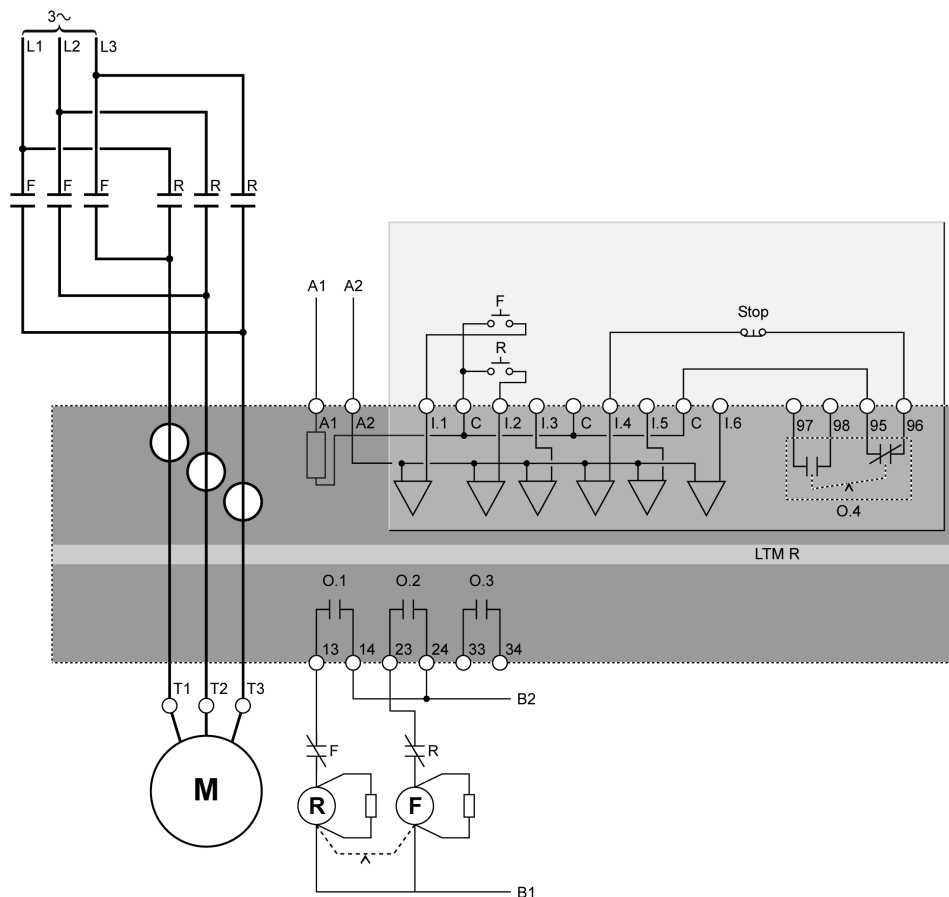 3∿
L1 L2 L3
F F F R R R
A1 A2
F
R
Stop
A1 A2 I.1 C I.2 I.3 C I.4 I.5 C I.6 97 98 95 96
O.4
LTM R
O.1 O.2 O.3
13 14 23 24 33 34
T1 T2 T3
B2
F R
M
R F
B1